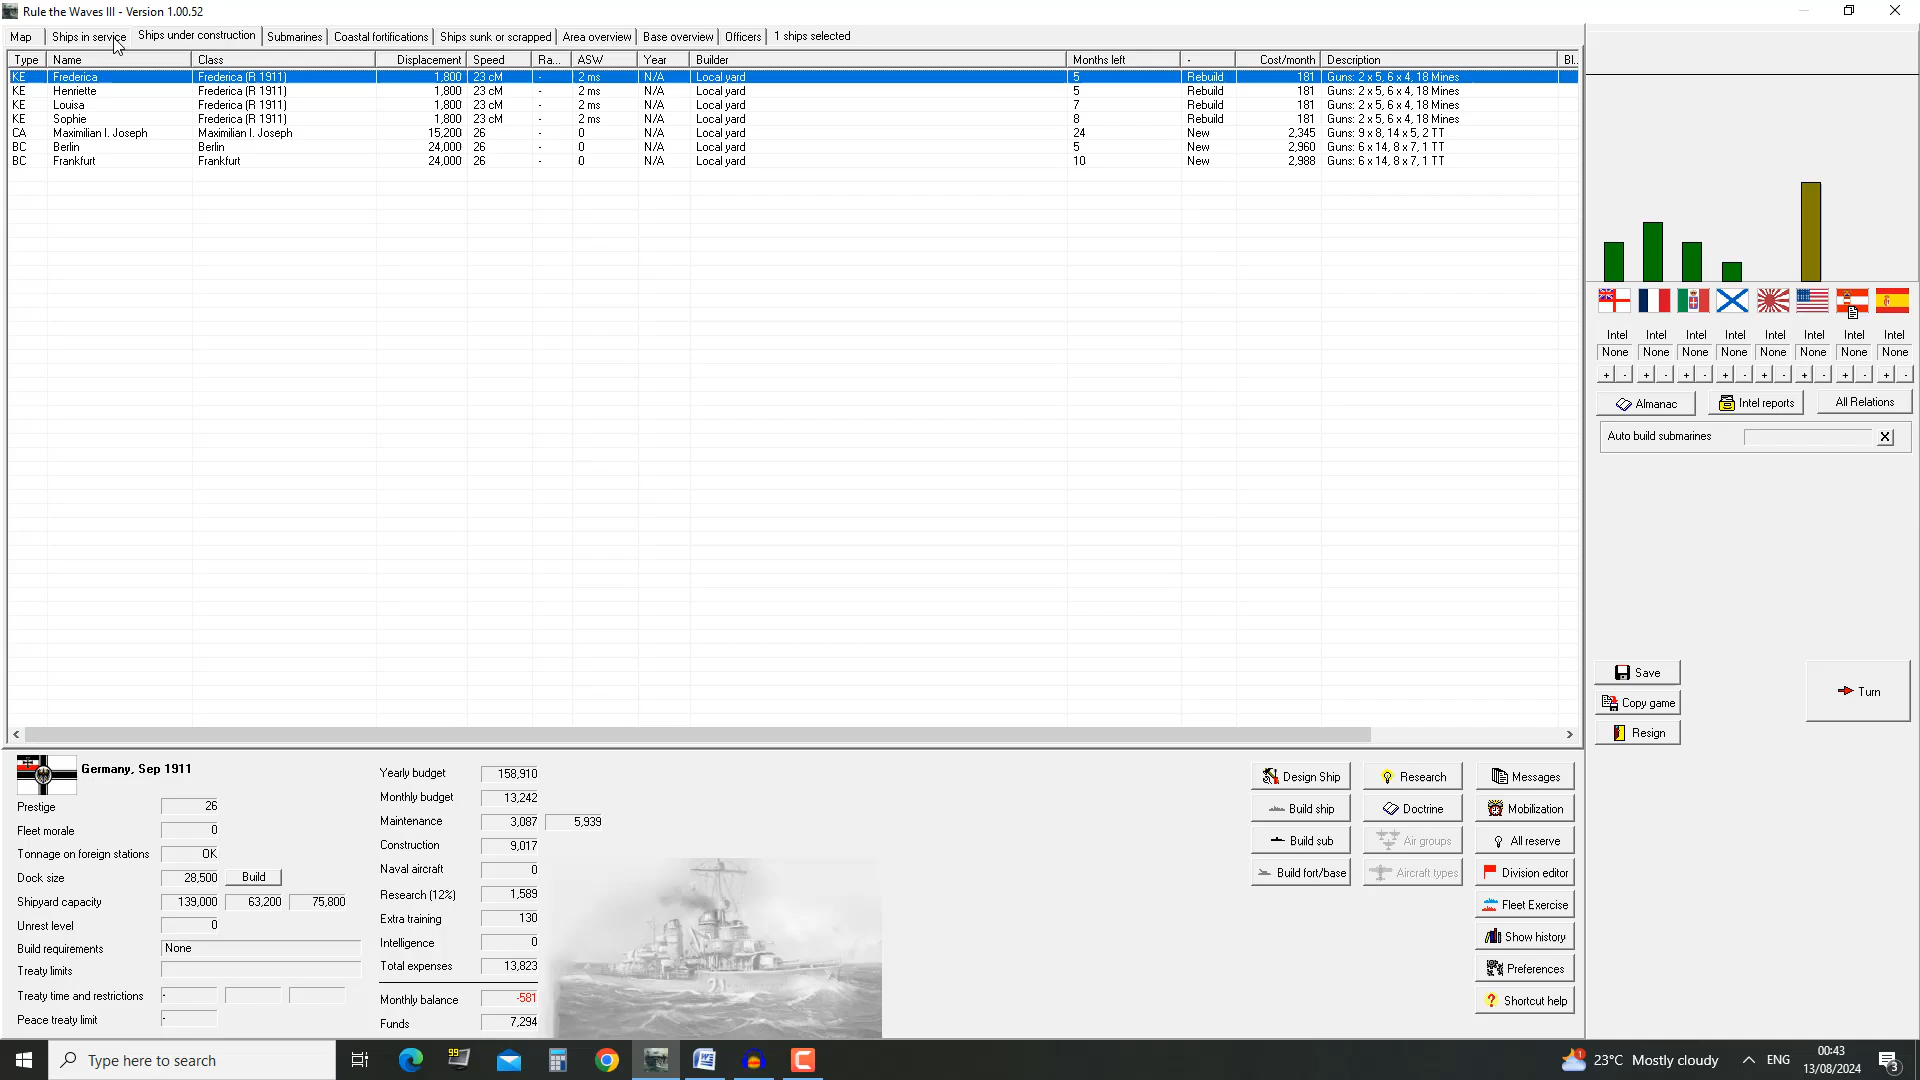 Rule the Waves III - Version 1.00.52
Map Ships in service Ships under construction Submarines Coastal fortifications Ships sunk or scrapped Area overview Base overview Officers 1 ships selected
Type Name Class Displacement Speed Ra... ASW Year Builder Months left - Cost/month Description Bl..
KE Frederica Frederica (R 1911) 1,800 23 cM - 2 ms N/A Local yard 5 Rebuild 181 Guns: 2 x 5, 6 x 4, 18 Mines
KE Henriette Frederica (R 1911) 1,800 23 cM - 2 ms N/A Local yard 5 Rebuild 181 Guns: 2 x 5, 6 x 4, 18 Mines
KE Louisa Frederica (R 1911) 1,800 23 cM - 2 ms N/A Local yard 7 Rebuild 181 Guns: 2 x 5, 6 x 4, 18 Mines
KE Sophie Frederica (R 1911) 1,800 23 cM - 2 ms N/A Local yard 8 Rebuild 181 Guns: 2 x 5, 6 x 4, 18 Mines
CA Maximilian I. Joseph Maximilian I. Joseph 15,200 26 - 0 N/A Local yard 24 New 2,345 Guns: 9 x 8, 14 x 5, 2 TT
BC Berlin Berlin 24,000 26 - 0 N/A Local yard 5 New 2,960 Guns: 6 x 14, 8 x 7, 1 TT
BC Frankfurt Frankfurt 24,000 26 - 0 N/A Local yard 10 New 2,988 Guns: 6 x 14, 8 x 7, 1 TT
Intel Intel Intel Intel Intel Intel Intel Intel
None None None None None None None None
+ - + - + - + - + - + - + - + -
Almanac Intel reports All Relations
Auto build submarines X
Save
Copy game
Resign
Turn
Germany, Sep 1911
Prestige 26
Fleet morale 0
Tonnage on foreign stations OK
Dock size 28,500 Build
Shipyard capacity 139,000 63,200 75,800
Unrest level 0
Build requirements None
Treaty limits
Treaty time and restrictions -
Peace treaty limit -
Yearly budget 158,910
Monthly budget 13,242
Maintenance 3,087 5,939
Construction 9,017
Naval aircraft 0
Research (12%) 1,589
Extra training 130
Intelligence 0
Total expenses 13,823
Monthly balance -581
Funds 7,294
Design Ship Research Messages
Build ship Doctrine Mobilization
Build sub Air groups All reserve
Build fort/base Aircraft types Division editor
Fleet Exercise
Show history
Preferences
Shortcut help
Type here to search
99
23°C Mostly cloudy ENG 00:43
13/08/2024 3